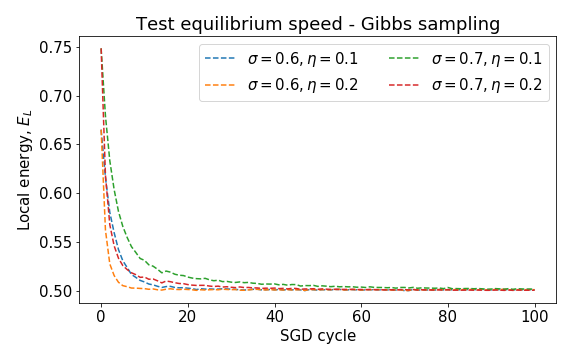 Test equilibrium speed - Gibbs sampling
σ = 0.6, η = 0.1
σ = 0.6, η = 0.2
σ = 0.7, η = 0.1
σ = 0.7, η = 0.2
Local energy, E_L
0.75
0.70
0.65
0.60
0.55
0.50
0 20 40 60 80 100
SGD cycle